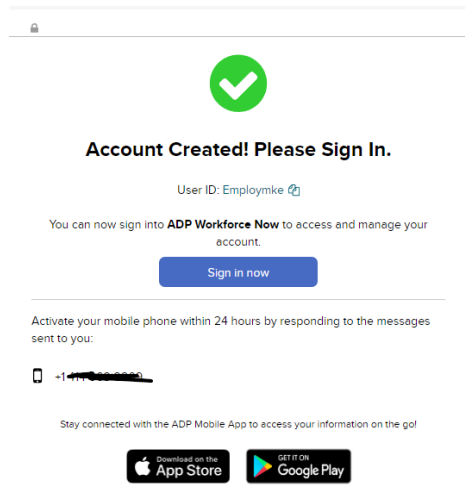 Account Created! Please Sign In.
User ID: Employmke
You can now sign into ADP Workforce Now to access and manage your
account.
Sign in now
Activate your mobile phone within 24 hours by responding to the messages
sent to you:
+1
Stay connected with the ADP Mobile App to access your information on the go!
Download on the
App Store
GET IT ON
Google Play